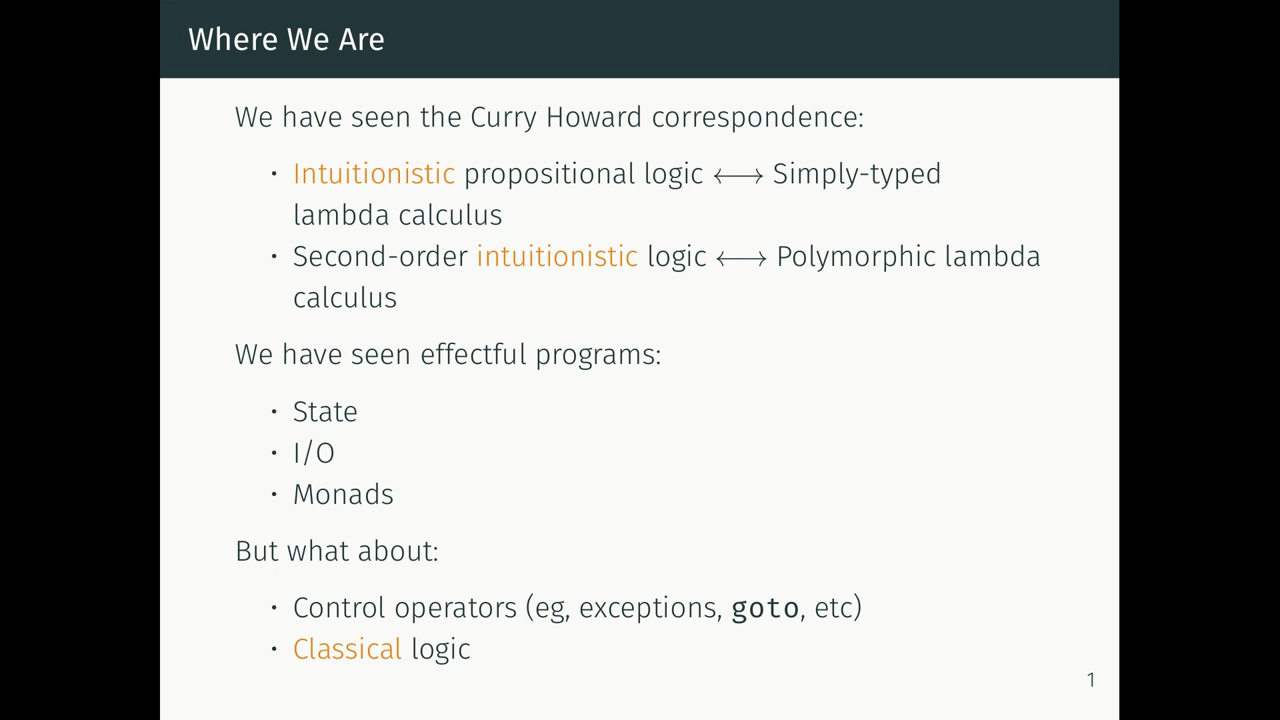 Where We Are
We have seen the Curry Howard correspondence:
• Intuitionistic propositional logic ⟷ Simply-typed
lambda calculus
• Second-order intuitionistic logic ⟷ Polymorphic lambda
calculus
We have seen effectful programs:
• State
• I/O
• Monads
But what about:
• Control operators (eg, exceptions, goto, etc)
• Classical logic
1